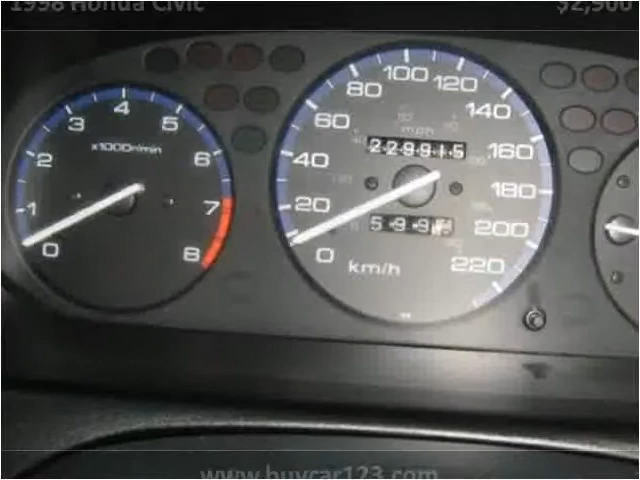 1998 Honda Civic $2,900
0 1 2 3 4 5 6 7 8
x1000r/min
0 20 40 60 80 100 120 140 160 180 200 220
mph
229915
km/h
www.buycar123.com